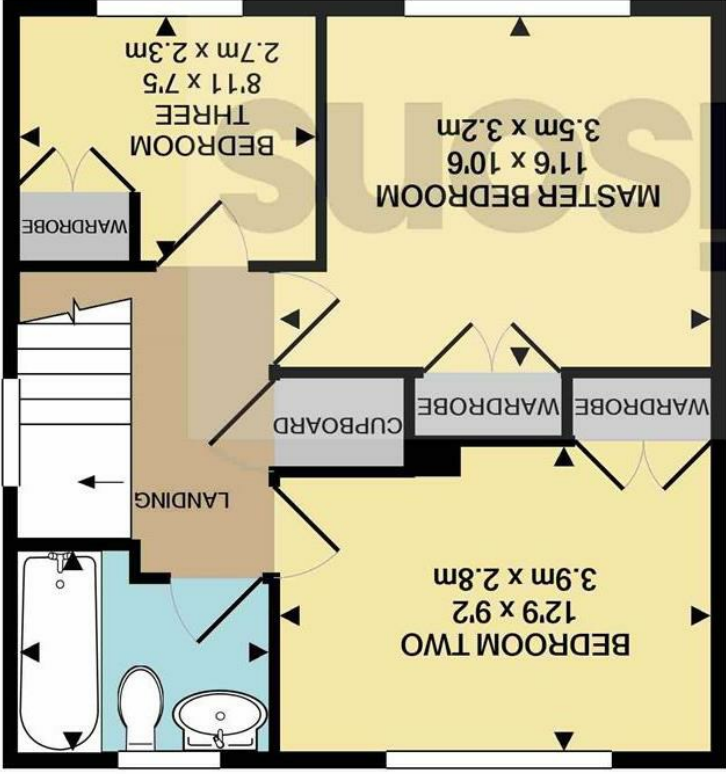 BEDROOM TWO
12'9 x 9'2
3.9m x 2.8m
LANDING
WARDROBE
WARDROBE
CUPBOARD
MASTER BEDROOM
11'6 x 10'6
3.5m x 3.2m
WARDROBE
BEDROOM
THREE
8'11 x 7'5
2.7m x 2.3m